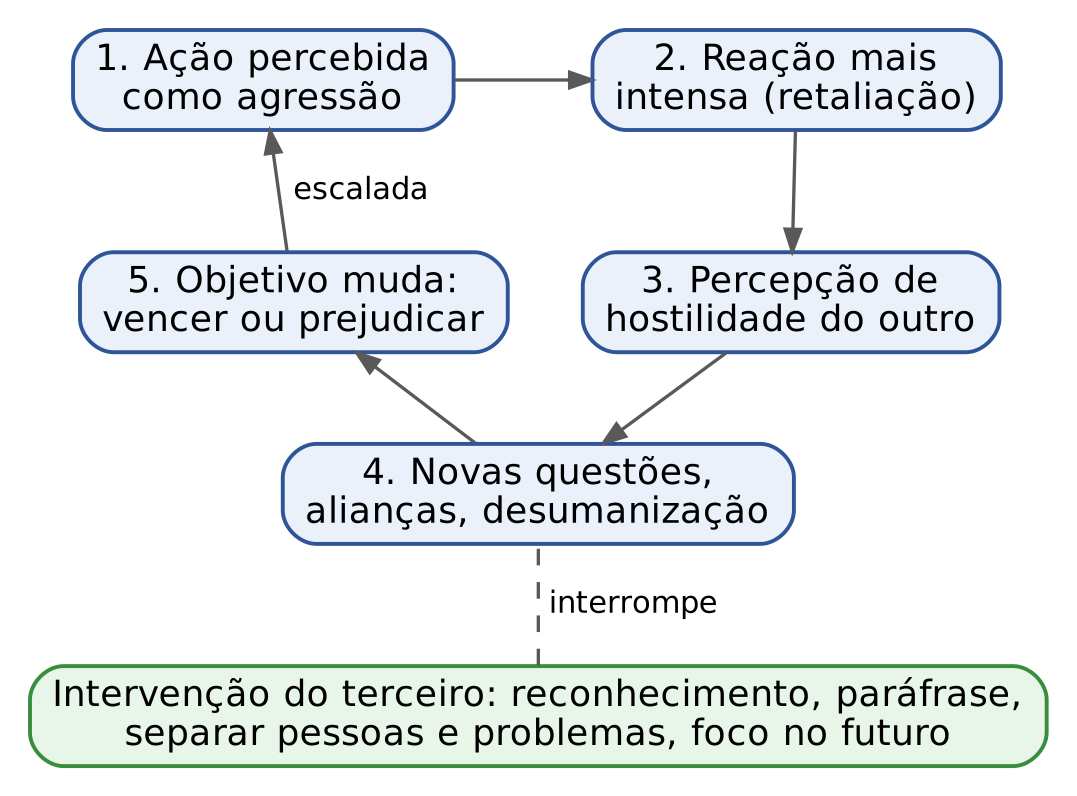 1. Ação percebida
como agressão
2. Reação mais
intensa (retaliação)
escalada
5. Objetivo muda:
vencer ou prejudicar
3. Percepção de
hostilidade do outro
4. Novas questões,
alianças, desumanização
interrompe
Intervenção do terceiro: reconhecimento, paráfrase,
separar pessoas e problemas, foco no futuro